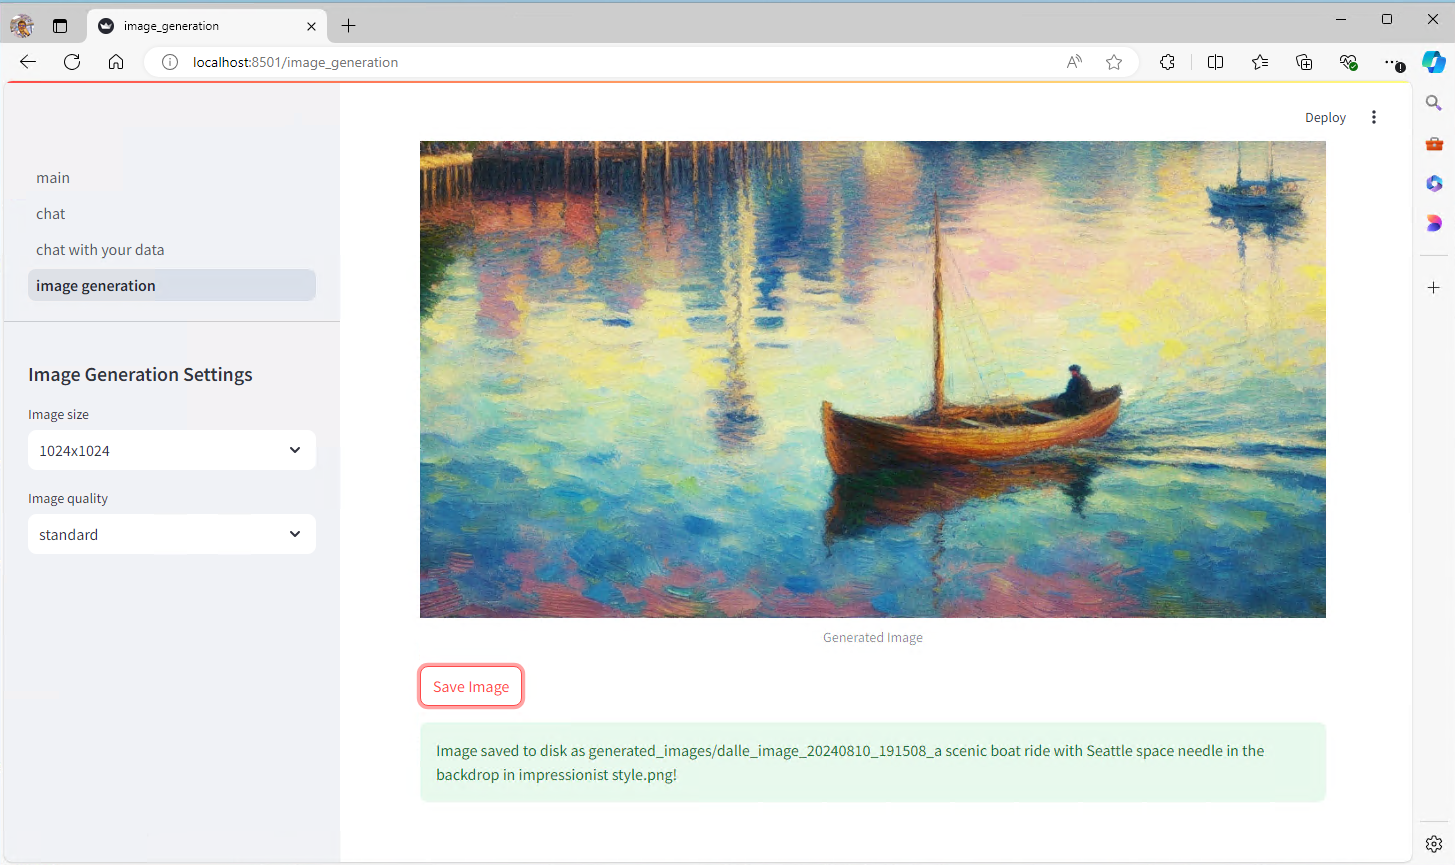 image_generation
localhost:8501/image_generation
Deploy
main
chat
chat with your data
image generation
Image Generation Settings
Image size
1024x1024
Image quality
standard
Generated Image
Save Image
Image saved to disk as generated_images/dalle_image_20240810_191508_a scenic boat ride with Seattle space needle in the
backdrop in impressionist style.png!